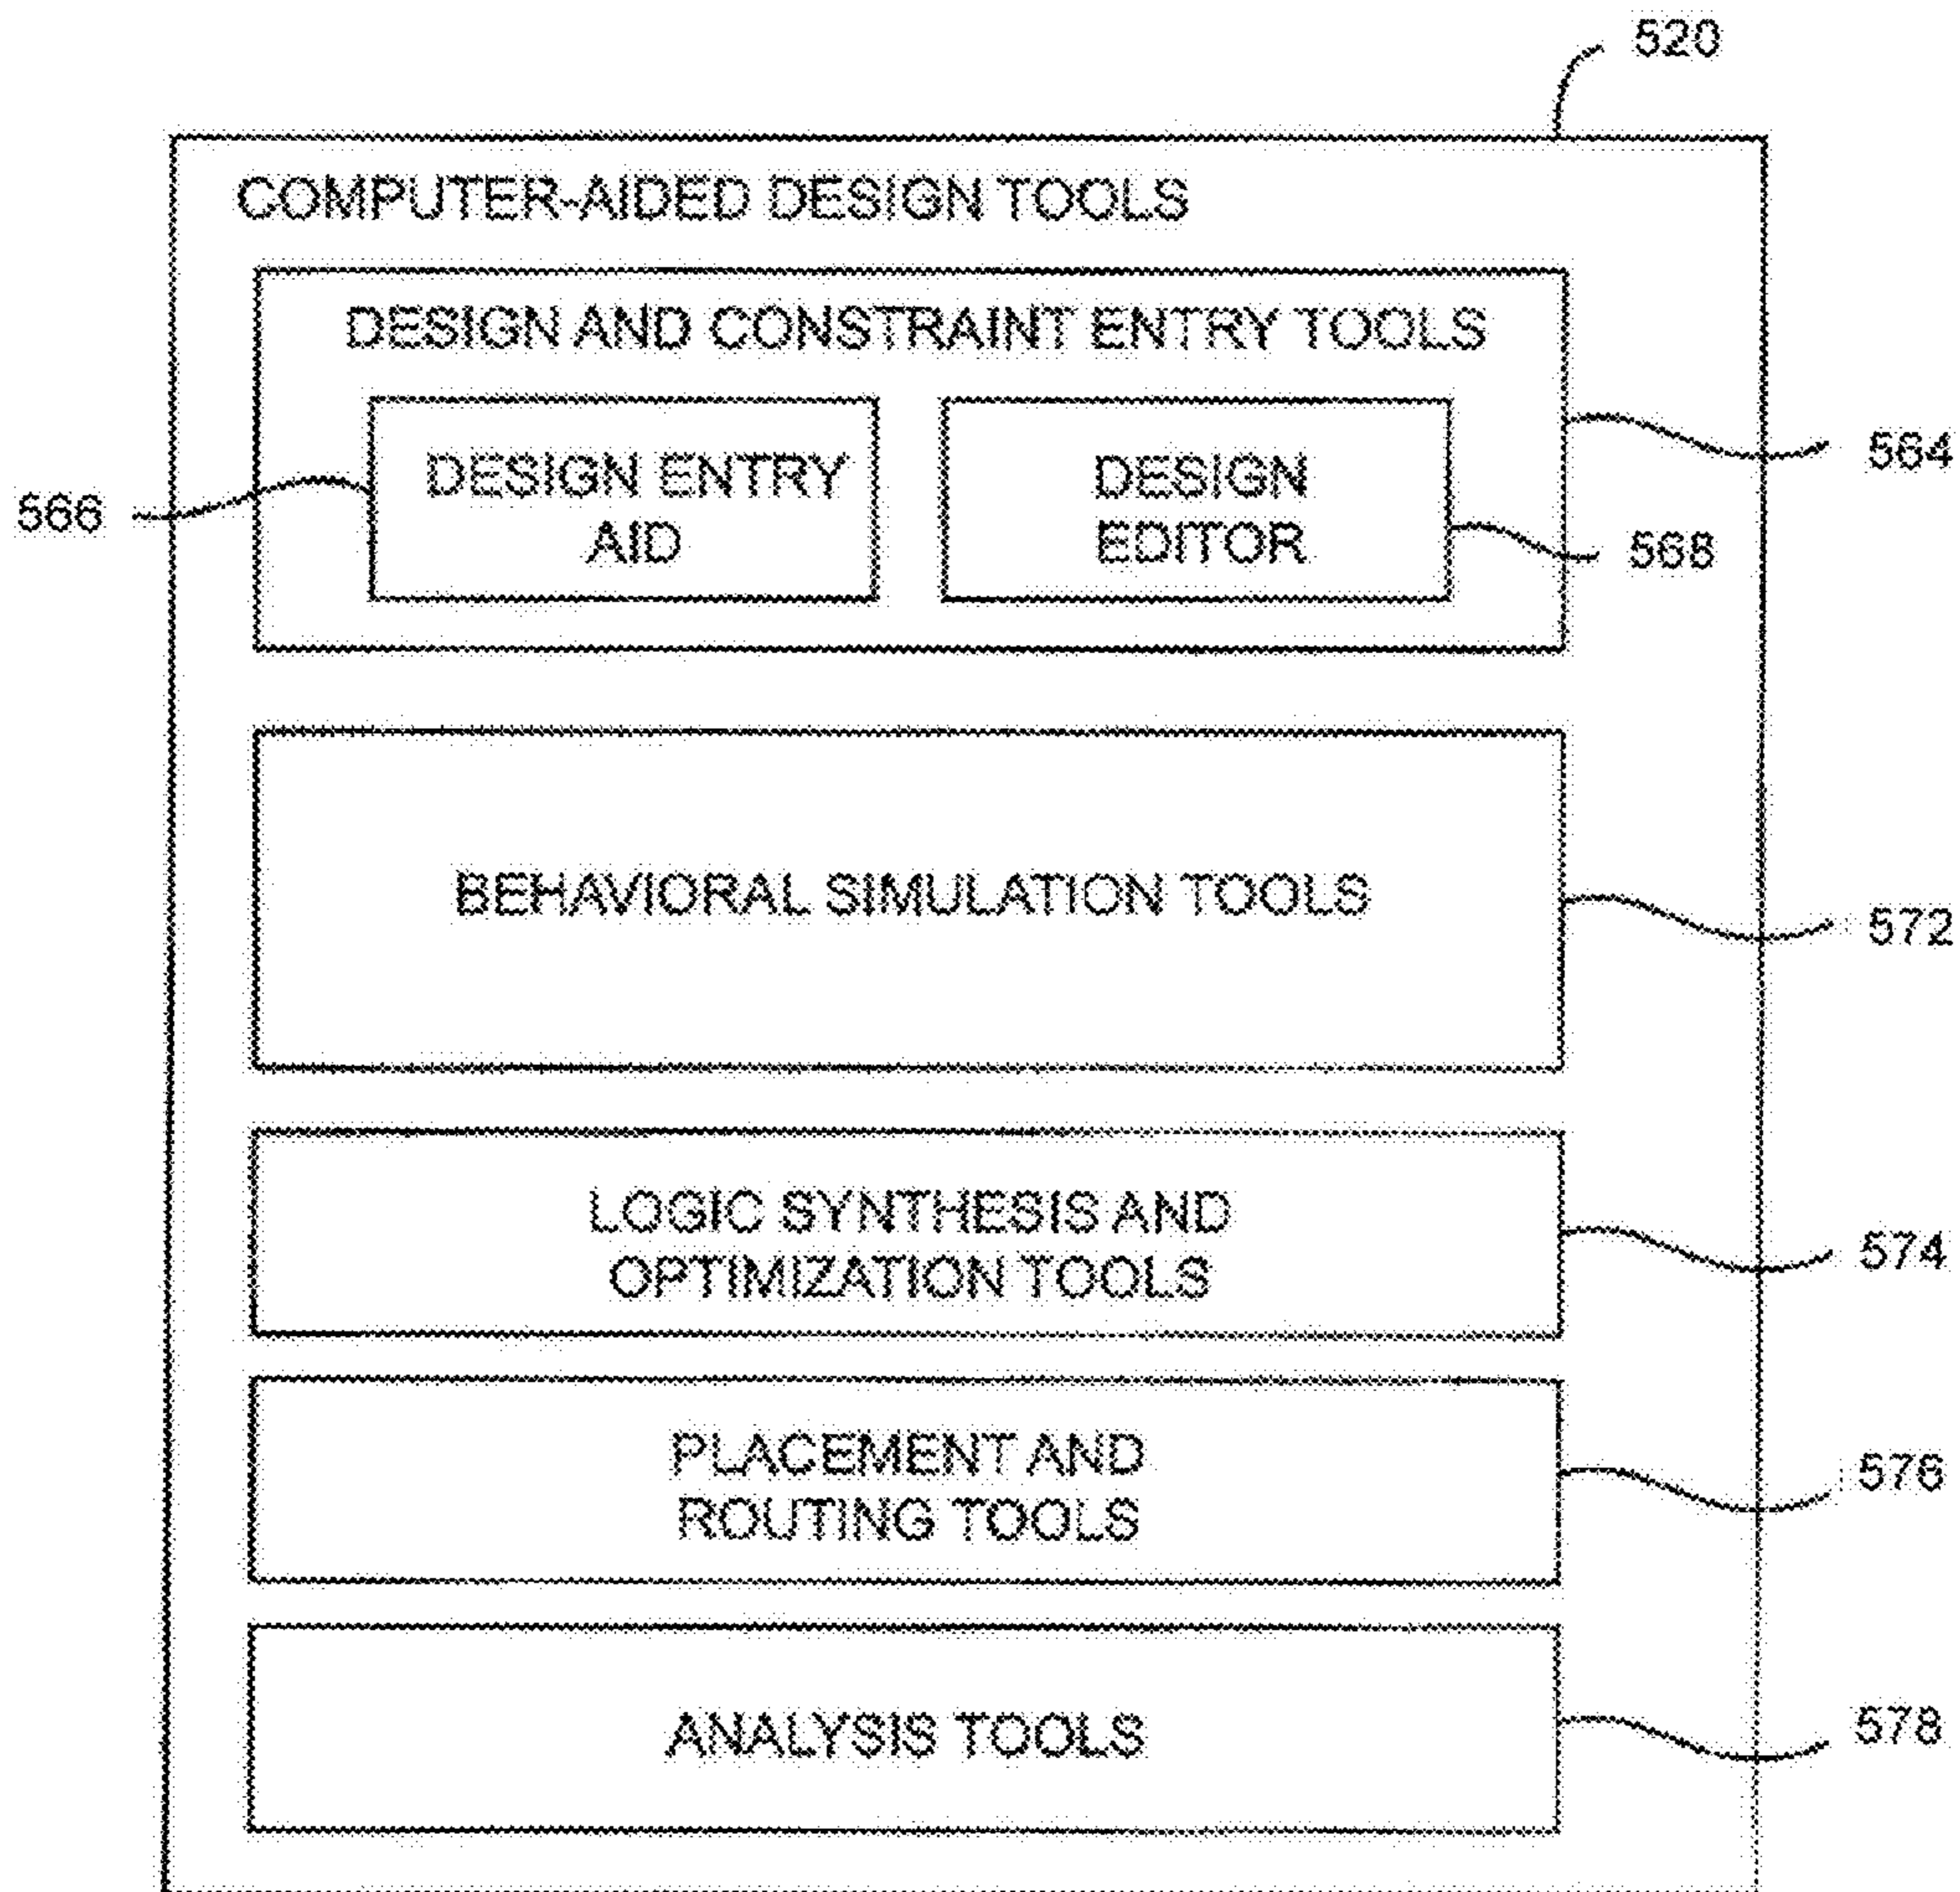 520
COMPUTER-AIDED DESIGN TOOLS
DESIGN AND CONSTRAINT ENTRY TOOLS
564
566
DESIGN ENTRY
AID
DESIGN
EDITOR
568
BEHAVIORAL SIMULATION TOOLS
572
LOGIC SYNTHESIS AND
OPTIMIZATION TOOLS
574
PLACEMENT AND
ROUTING TOOLS
576
ANALYSIS TOOLS
578